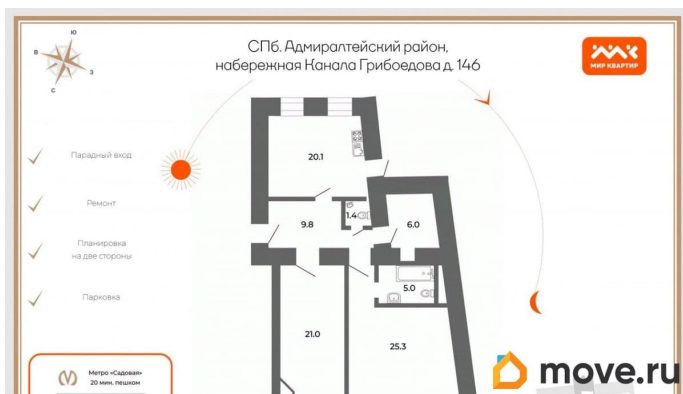 СПб, Адмиралтейский район,
набережная Канала Грибоедова д. 146
МИР КВАРТИР
Ю
В
З
С
Парадный вход
Ремонт
Планировка
на две стороны
Парковка
20.1
9.8
1.4
6.0
5.0
21.0
25.3
Метро «Садовая»
20 мин. пешком
move.ru